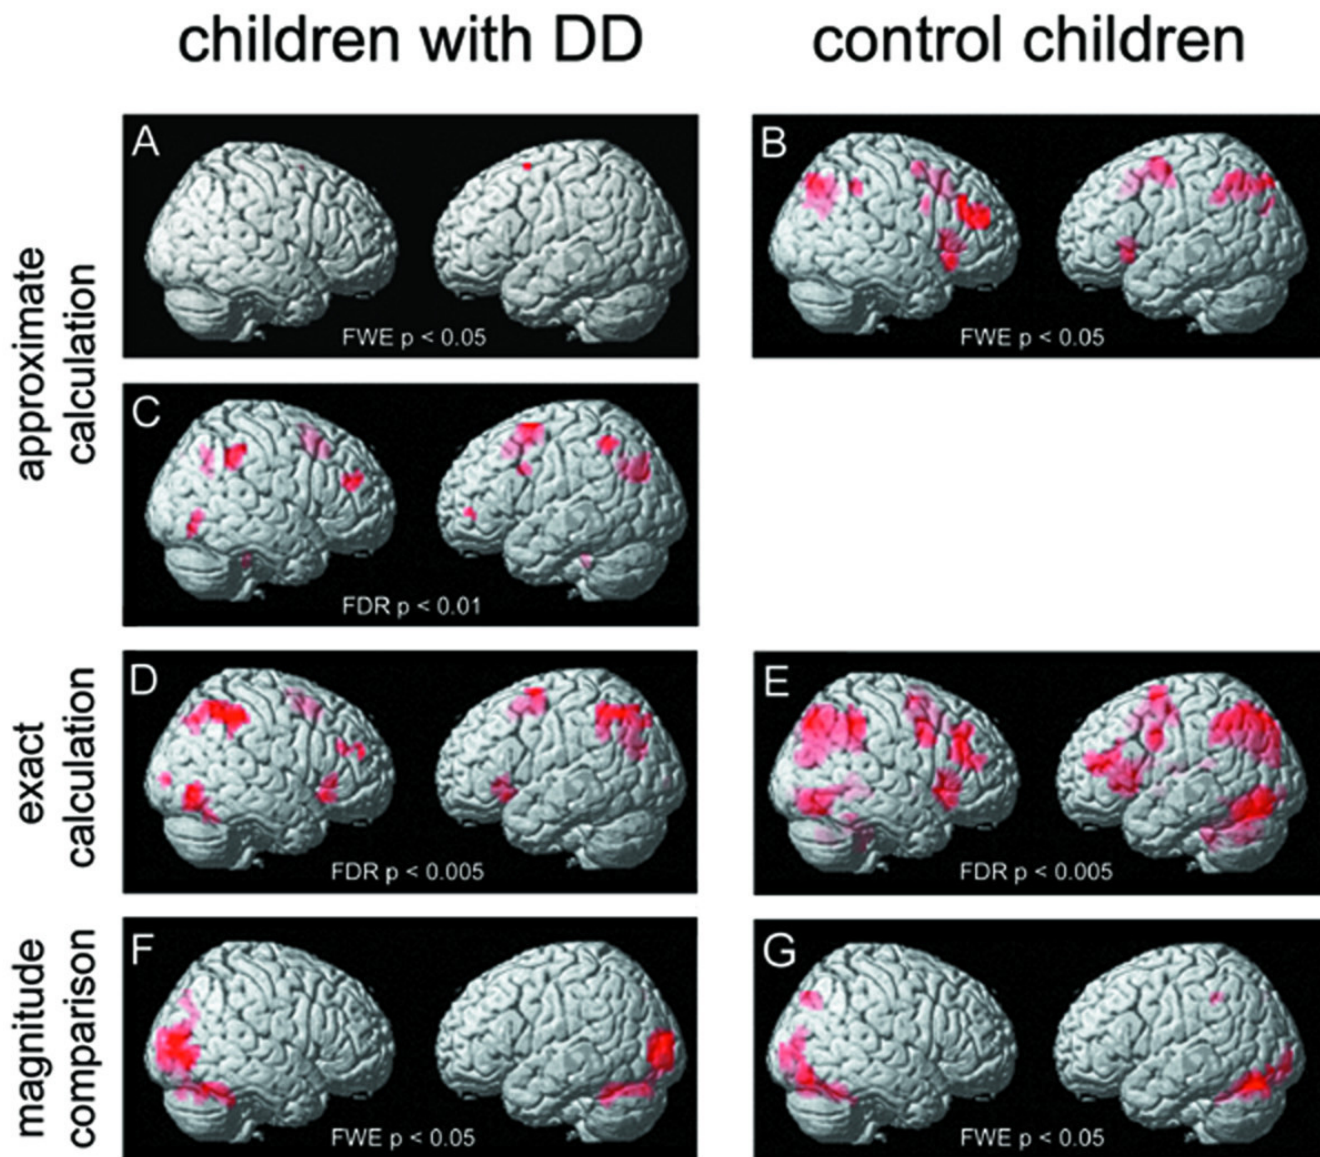 children with DD
control children
approximate
calculation
A
FWE p < 0.05
B
FWE p < 0.05
C
FDR p < 0.01
exact
calculation
D
FDR p < 0.005
E
FDR p < 0.005
magnitude
comparison
F
FWE p < 0.05
G
FWE p < 0.05